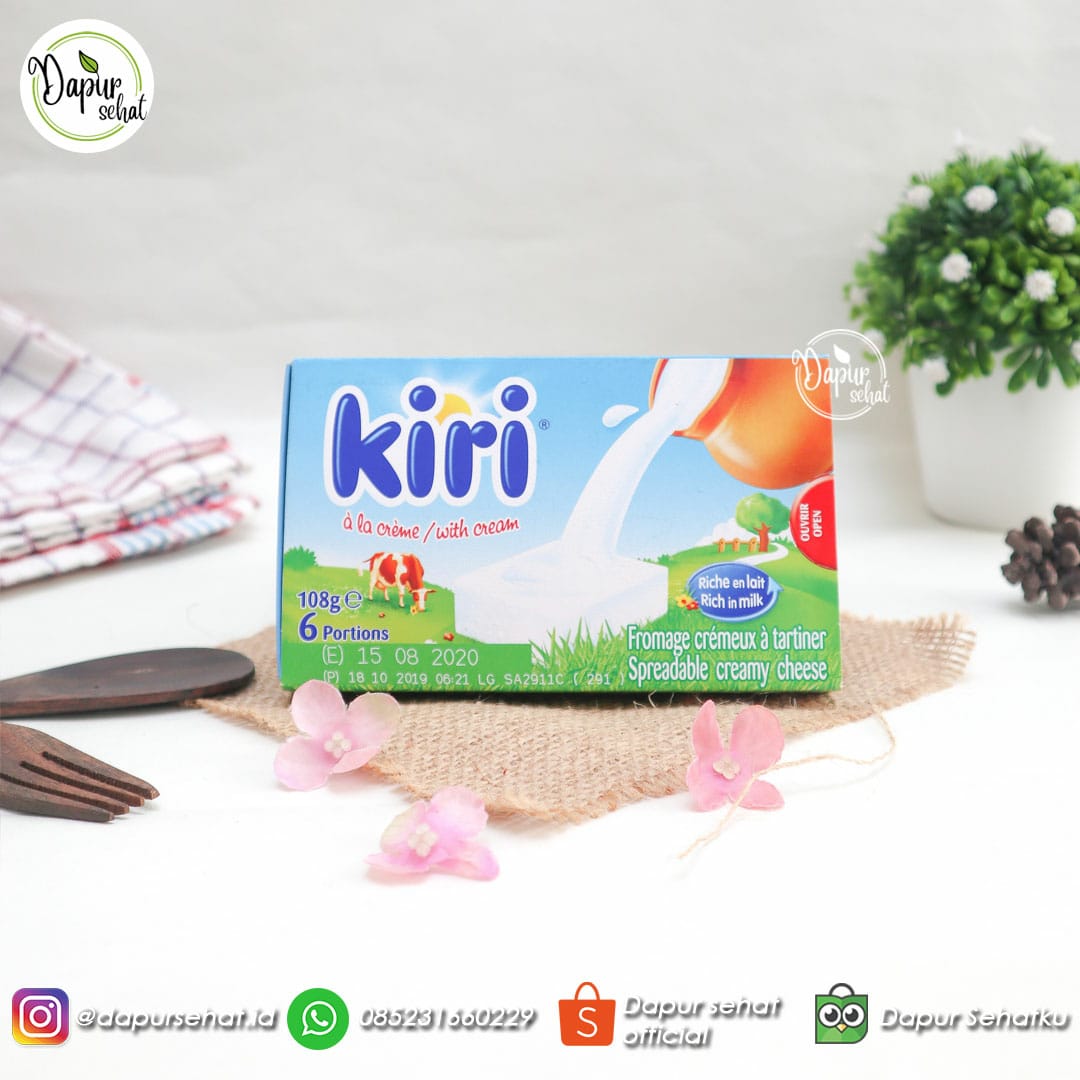 Dapur
sehat
kiri®
à la crème / with cream
Dapur
sehat
OUVRIR
OPEN
Riche en lait
Rich in milk
108g e
6 Portions
Fromage crémeux à tartiner
Spreadable creamy cheese
(E) 15 08 2020
(P) 18 10 2019 06:21 LG SA2911C ( 291 )
@dapursehat.id
085231660229
Dapur sehat
official
Dapur Sehatku